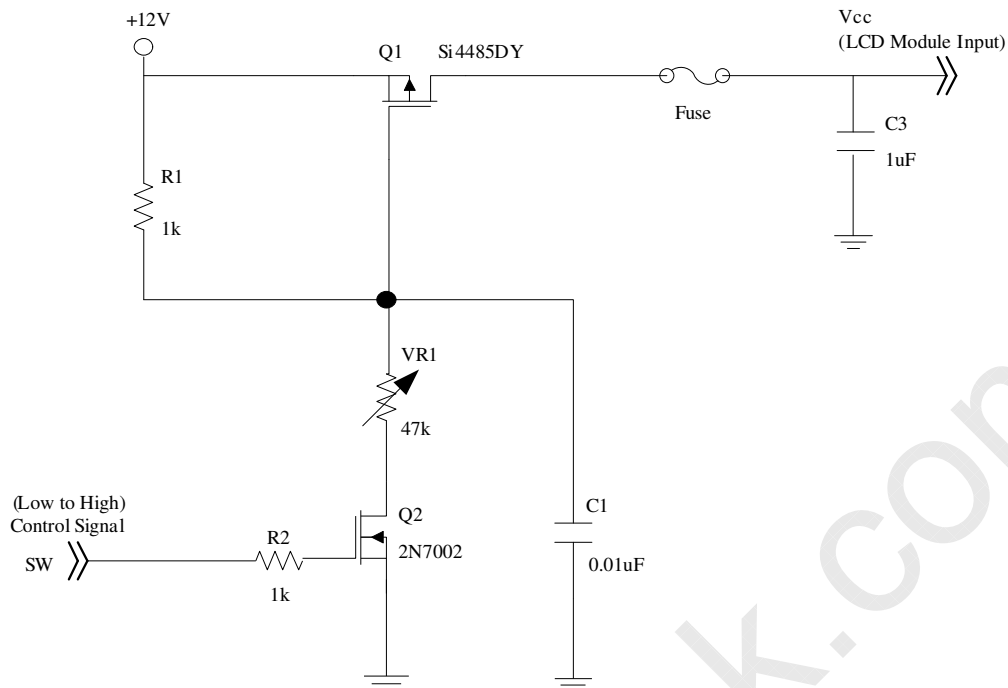 +12V
Q1
Si4485DY
Vcc
(LCD Module Input)
Fuse
C3
1uF
R1
1k
VR1
47k
(Low to High)
Control Signal
SW
R2
1k
Q2
2N7002
C1
0.01uF
k.com